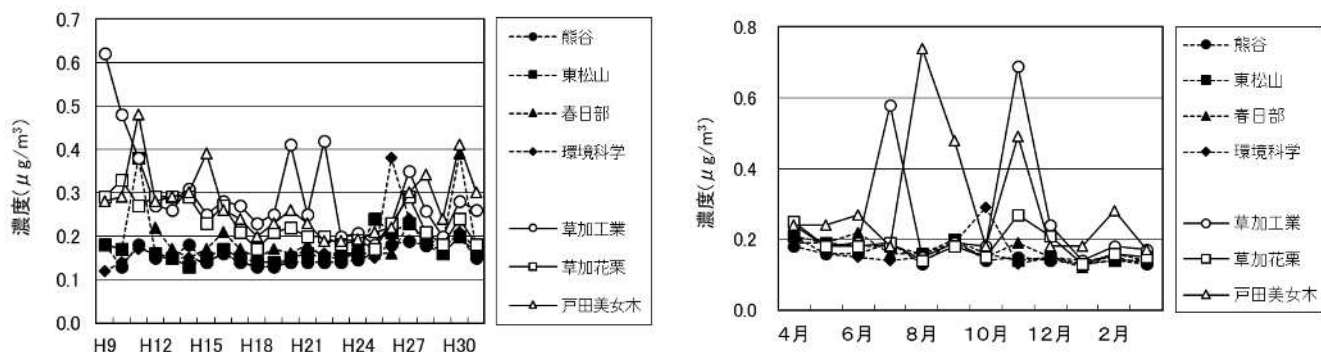 濃度(μg/m³)
0.7
0.6
0.5
0.4
0.3
0.2
0.1
0.0
H9 H12 H15 H18 H21 H24 H27 H30
熊谷
東松山
春日部
環境科学
草加工業
草加花栗
戸田美女木
濃度(μg/m³)
0.8
0.6
0.4
0.2
0.0
4月 6月 8月 10月 12月 2月
熊谷
東松山
春日部
環境科学
草加工業
草加花栗
戸田美女木